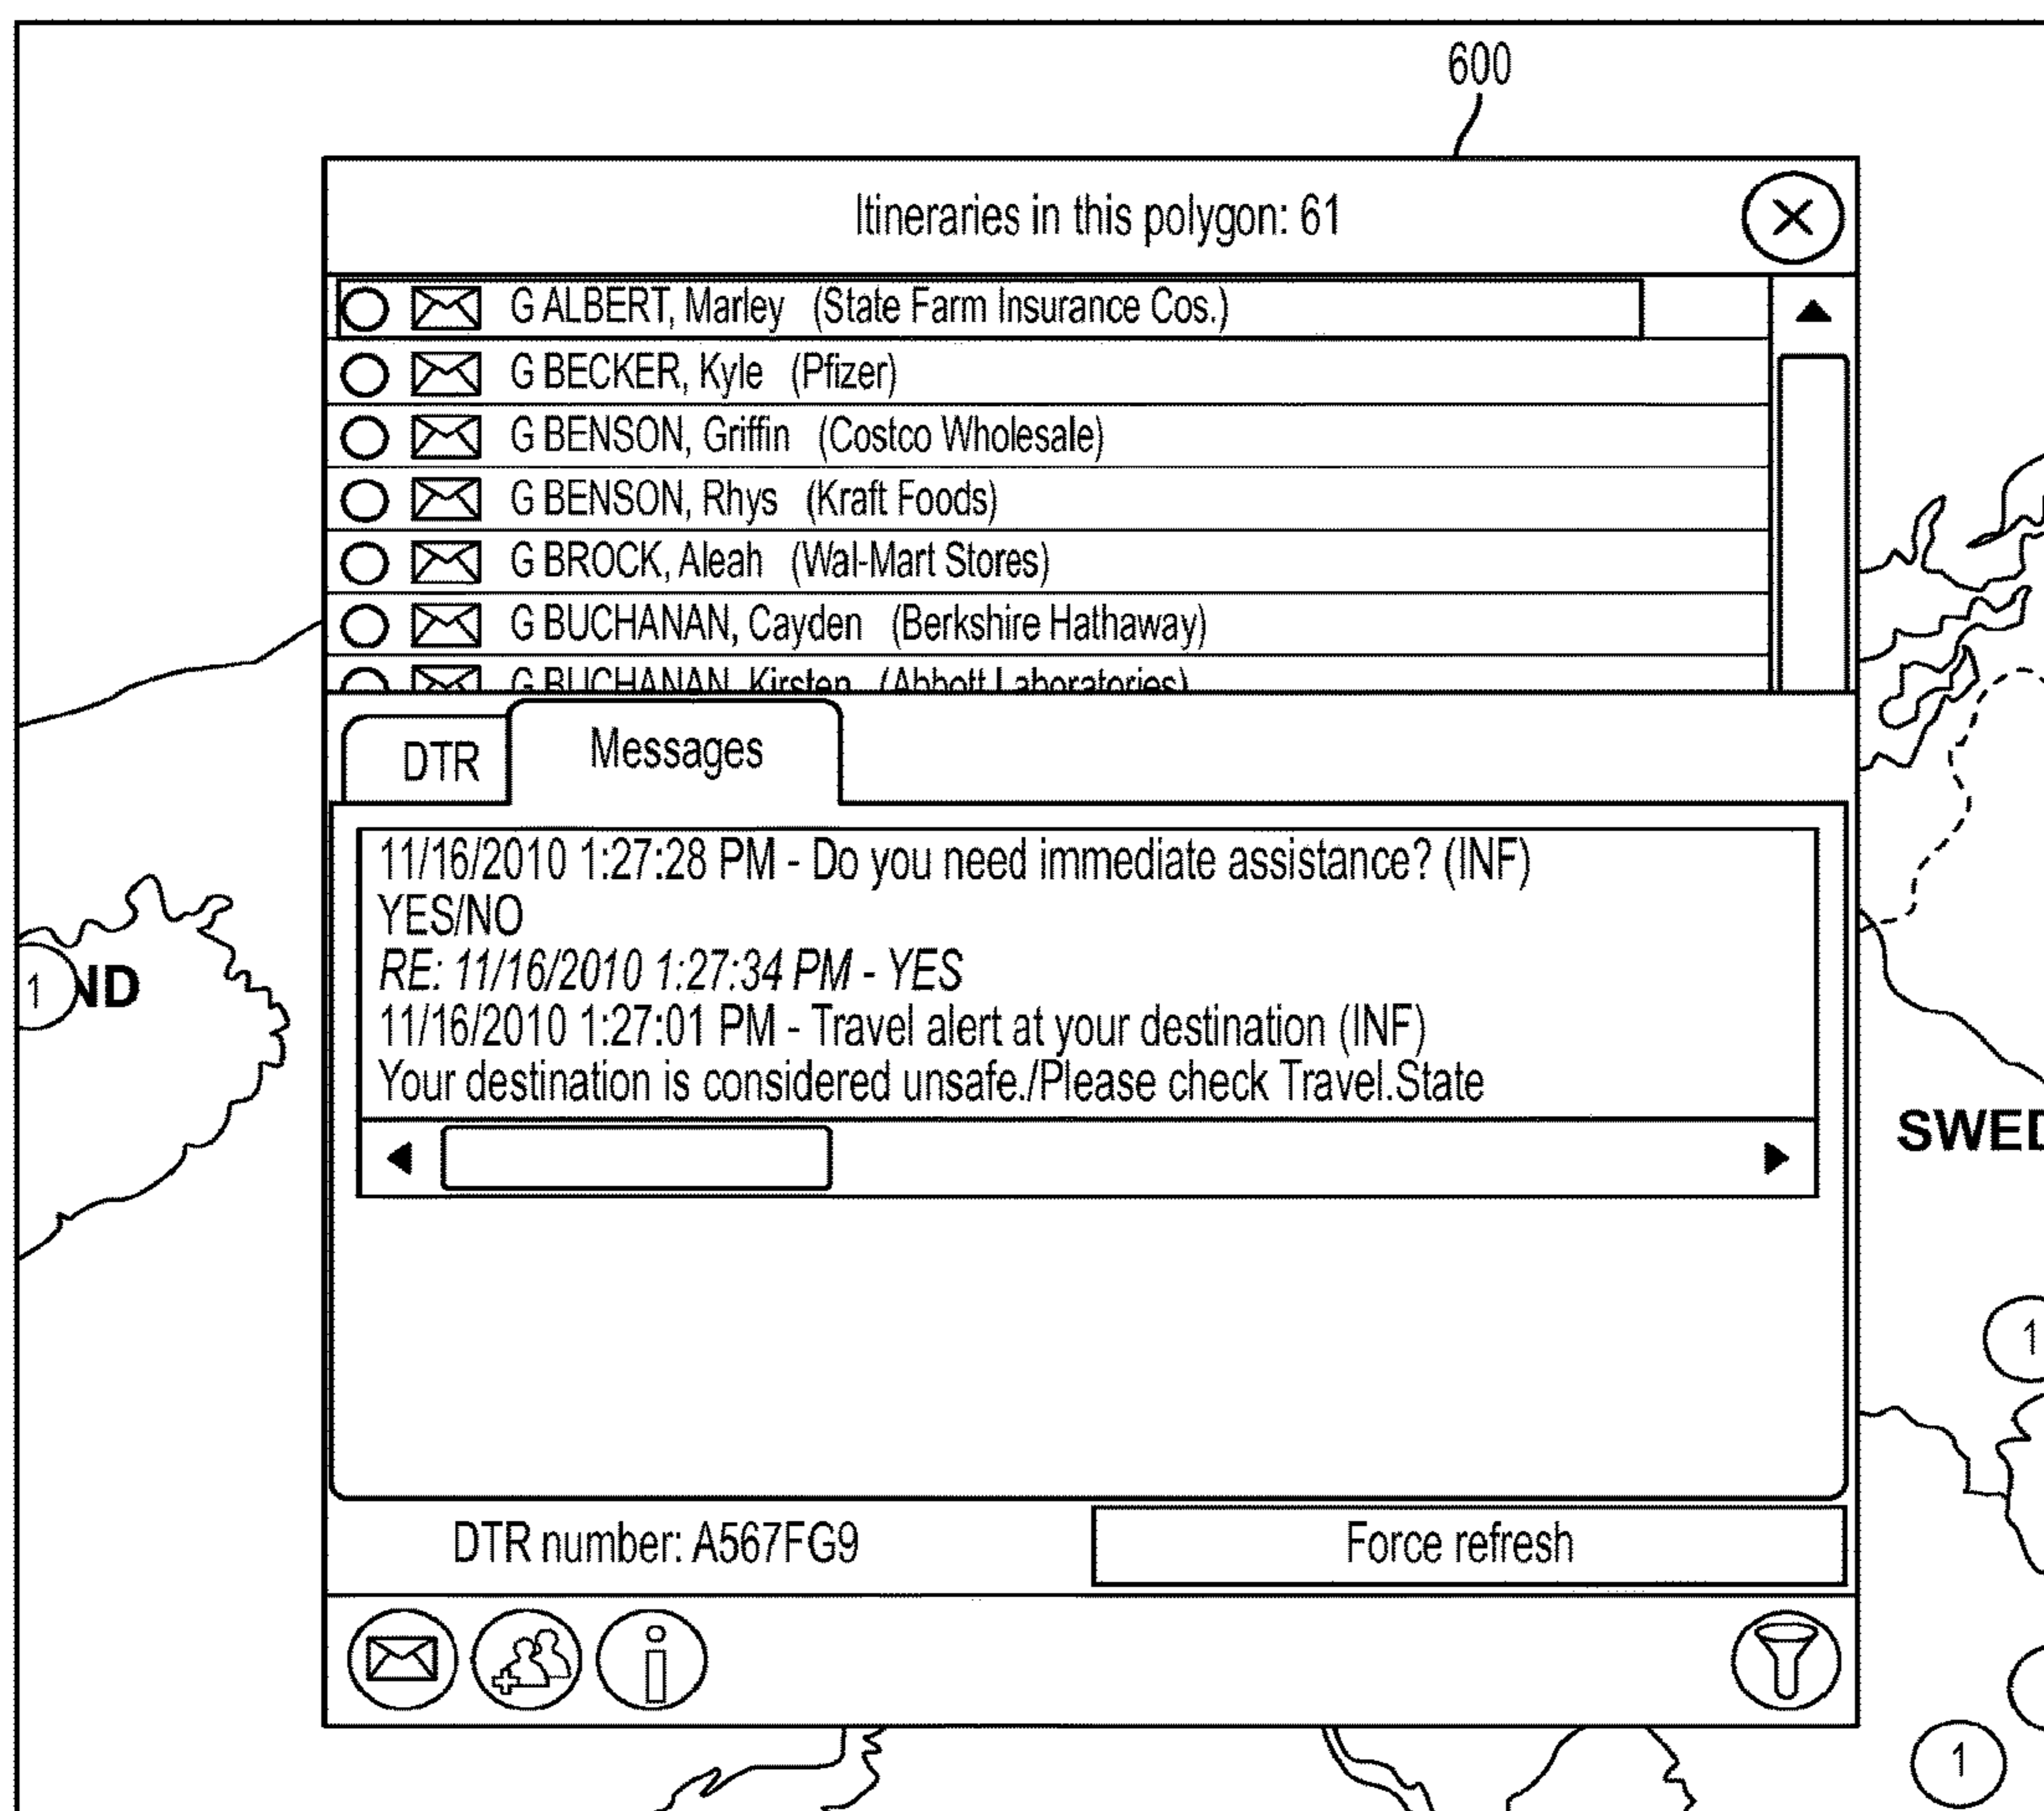 600
Itineraries in this polygon: 61
G ALBERT, Marley (State Farm Insurance Cos.)
G BECKER, Kyle (Pfizer)
G BENSON, Griffin (Costco Wholesale)
G BENSON, Rhys (Kraft Foods)
G BROCK, Aleah (Wal-Mart Stores)
G BUCHANAN, Cayden (Berkshire Hathaway)
G BUCHANAN, Kirsten (Abbott Laboratories)
DTR Messages
11/16/2010 1:27:28 PM - Do you need immediate assistance? (INF)
YES/NO
RE: 11/16/2010 1:27:34 PM - YES
11/16/2010 1:27:01 PM - Travel alert at your destination (INF)
Your destination is considered unsafe./Please check Travel.State
1 ND
SWED
1
DTR number: A567FG9 Force refresh
1